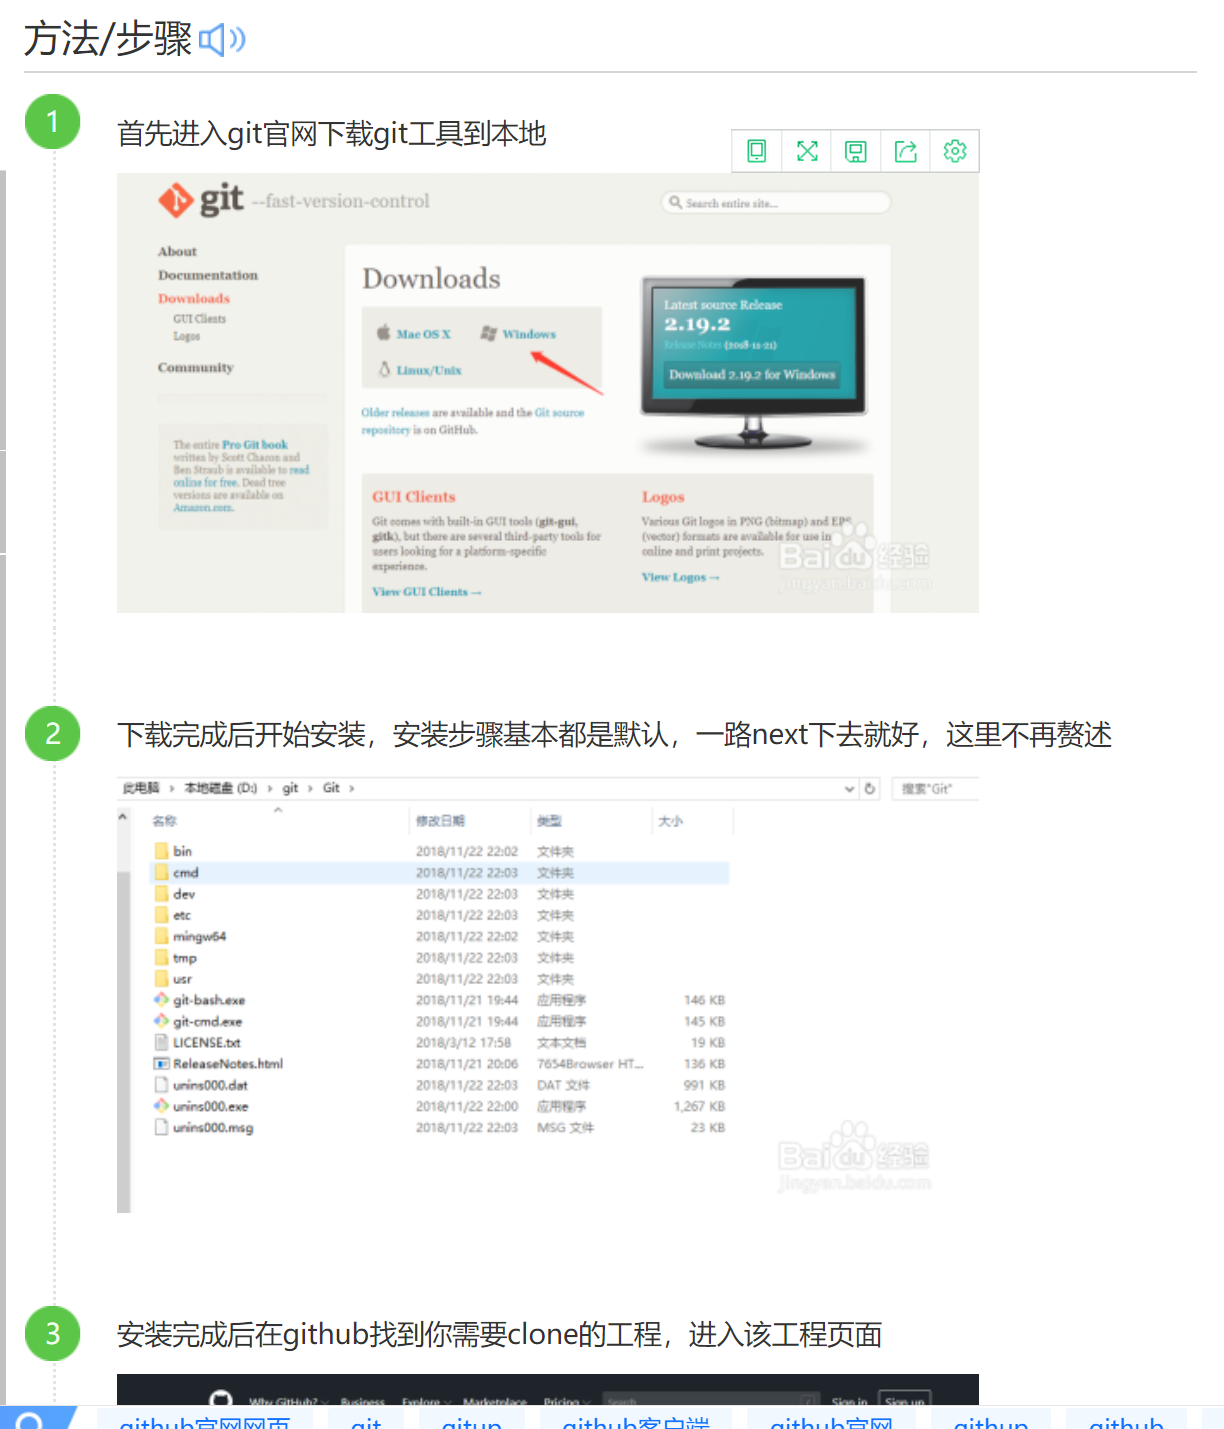 方法/步骤
1
首先进入git官网下载git工具到本地
git --fast-version-control
Search entire site...
About
Documentation
Downloads
GUI Clients
Logos
Community
The entire Pro Git book
written by Scott Chacon and
Ben Straub is available to read
online for free. Dead tree
versions are available on
Amazon.com.
Downloads
Mac OS X
Windows
Linux/Unix
Older releases are available and the Git source
repository is on GitHub.
Latest source Release
2.19.2
Release Notes (2018-11-21)
Download 2.19.2 for Windows
GUI Clients
Git comes with built-in GUI tools (git-gui,
gitk), but there are several third-party tools for
users looking for a platform-specific
experience.
View GUI Clients →
Logos
Various Git logos in PNG (bitmap) and EPS
(vector) formats are available for use in
online and print projects.
View Logos →
Baidu经验
jingyan.baidu.com
2
下载完成后开始安装，安装步骤基本都是默认，一路next下去就好，这里不再赘述
此电脑 › 本地磁盘 (D:) › git › Git ›
搜索"Git"
名称 修改日期 类型 大小
bin 2018/11/22 22:02 文件夹
cmd 2018/11/22 22:03 文件夹
dev 2018/11/22 22:03 文件夹
etc 2018/11/22 22:03 文件夹
mingw64 2018/11/22 22:02 文件夹
tmp 2018/11/22 22:03 文件夹
usr 2018/11/22 22:03 文件夹
git-bash.exe 2018/11/21 19:44 应用程序 146 KB
git-cmd.exe 2018/11/21 19:44 应用程序 145 KB
LICENSE.txt 2018/3/12 17:58 文本文档 19 KB
ReleaseNotes.html 2018/11/21 20:06 7654Browser HT... 136 KB
unins000.dat 2018/11/22 22:03 DAT 文件 991 KB
unins000.exe 2018/11/22 22:00 应用程序 1,267 KB
unins000.msg 2018/11/22 22:03 MSG 文件 23 KB
Baidu经验
jingyan.baidu.com
3
安装完成后在github找到你需要clone的工程，进入该工程页面
Why GitHub? Business Explore Marketplace Pricing Search / Sign in Sign up
github官网网页 git gitup github客户端 github官网 githup github